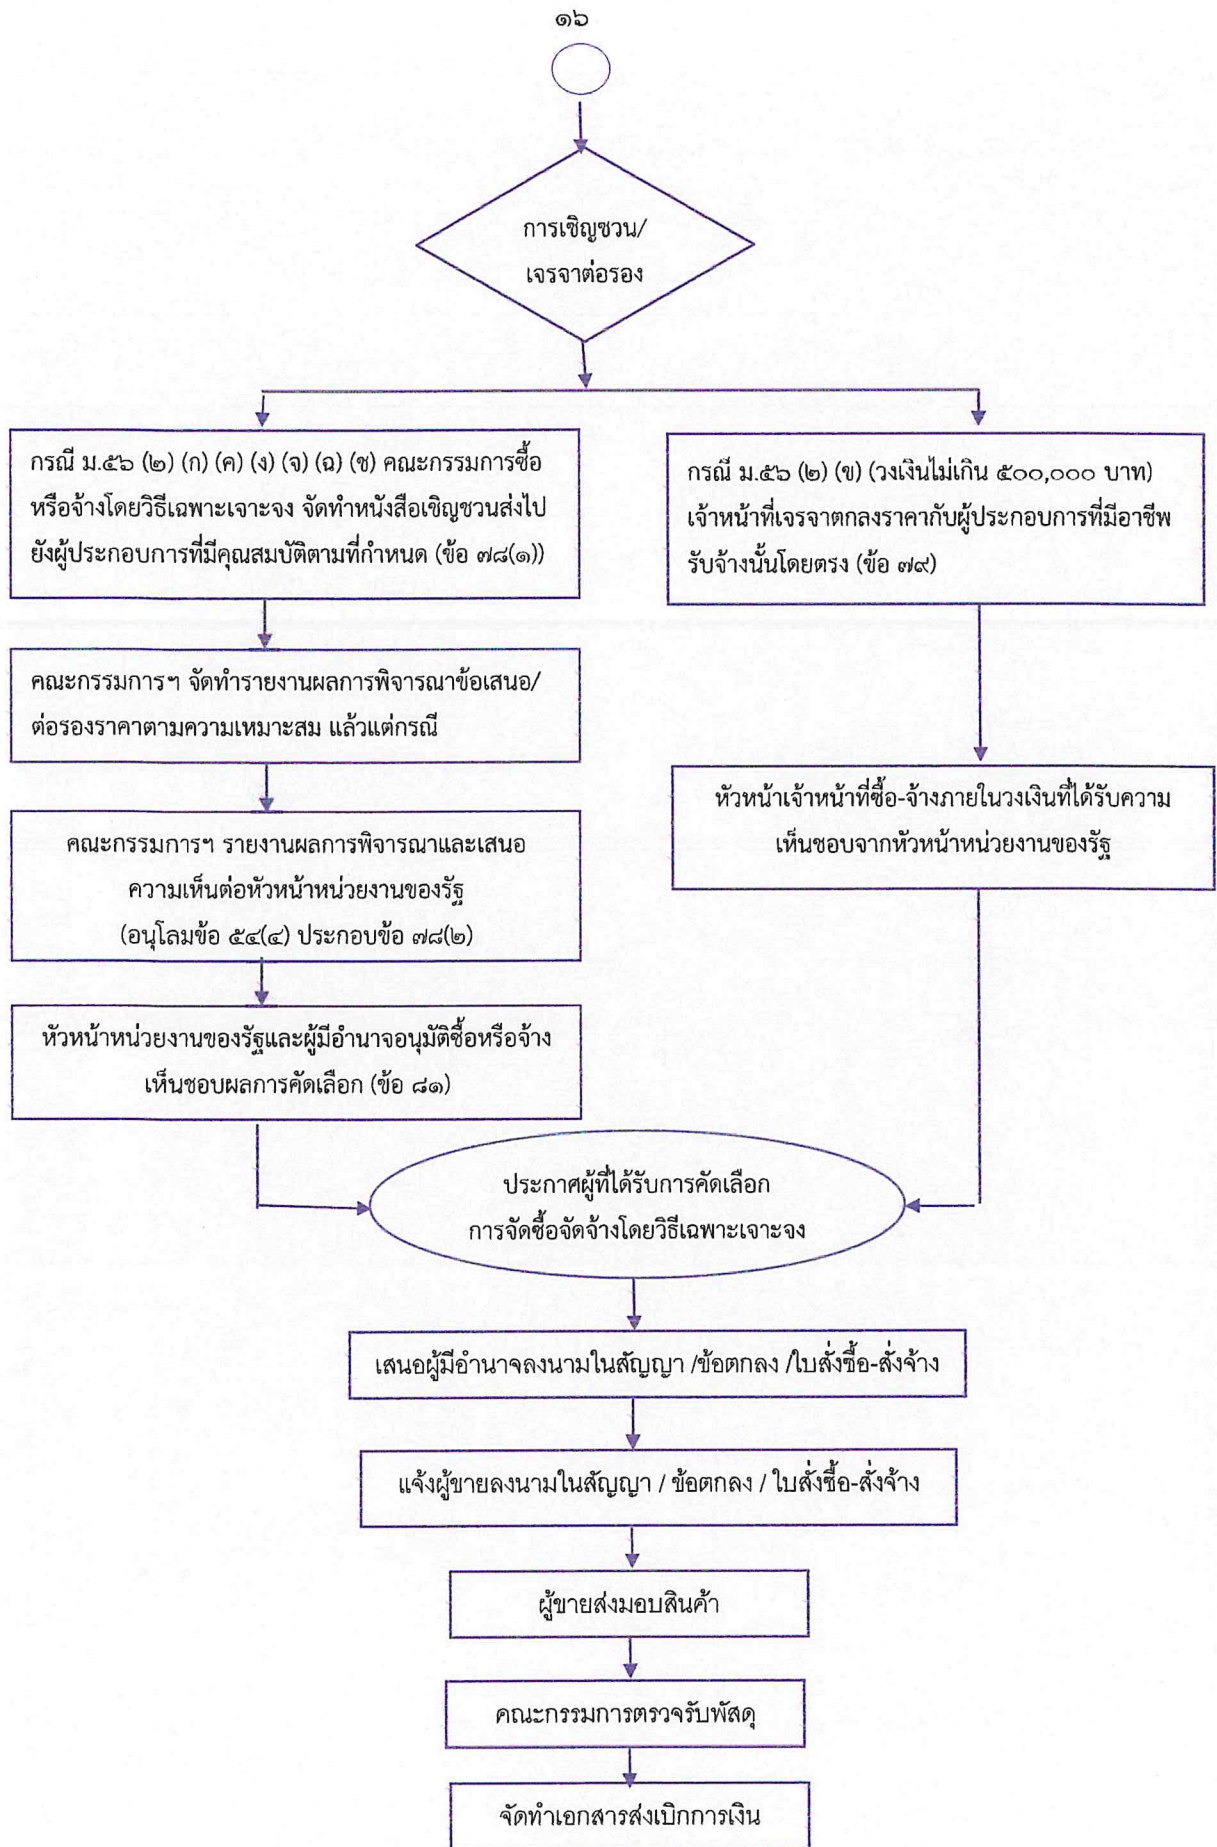 ๑๖
การเชิญชวน/
เจรจาต่อรอง
กรณี ม.๕๖ (๒) (ก) (ค) (ง) (จ) (ฉ) (ช) คณะกรรมการซื้อ
หรือจ้างโดยวิธีเฉพาะเจาะจง จัดทำหนังสือเชิญชวนส่งไป
ยังผู้ประกอบการที่มีคุณสมบัติตามที่กำหนด (ข้อ ๗๘(๑))
กรณี ม.๕๖ (๒) (ข) (วงเงินไม่เกิน ๕๐๐,๐๐๐ บาท)
เจ้าหน้าที่เจรจาตกลงราคากับผู้ประกอบการที่มีอาชีพ
รับจ้างนั้นโดยตรง (ข้อ ๗๙)
คณะกรรมการฯ จัดทำรายงานผลการพิจารณาข้อเสนอ/
ต่อรองราคาตามความเหมาะสม แล้วแต่กรณี
หัวหน้าเจ้าหน้าที่ซื้อ-จ้างภายในวงเงินที่ได้รับความ
เห็นชอบจากหัวหน้าหน่วยงานของรัฐ
คณะกรรมการฯ รายงานผลการพิจารณาและเสนอ
ความเห็นต่อหัวหน้าหน่วยงานของรัฐ
(อนุโลมข้อ ๕๔(๔) ประกอบข้อ ๗๘(๒)
หัวหน้าหน่วยงานของรัฐและผู้มีอำนาจอนุมัติซื้อหรือจ้าง
เห็นชอบผลการคัดเลือก (ข้อ ๘๑)
ประกาศผู้ที่ได้รับการคัดเลือก
การจัดซื้อจัดจ้างโดยวิธีเฉพาะเจาะจง
เสนอผู้มีอำนาจลงนามในสัญญา /ข้อตกลง /ใบสั่งซื้อ-สั่งจ้าง
แจ้งผู้ขายลงนามในสัญญา / ข้อตกลง / ใบสั่งซื้อ-สั่งจ้าง
ผู้ขายส่งมอบสินค้า
คณะกรรมการตรวจรับพัสดุ
จัดทำเอกสารส่งเบิกการเงิน